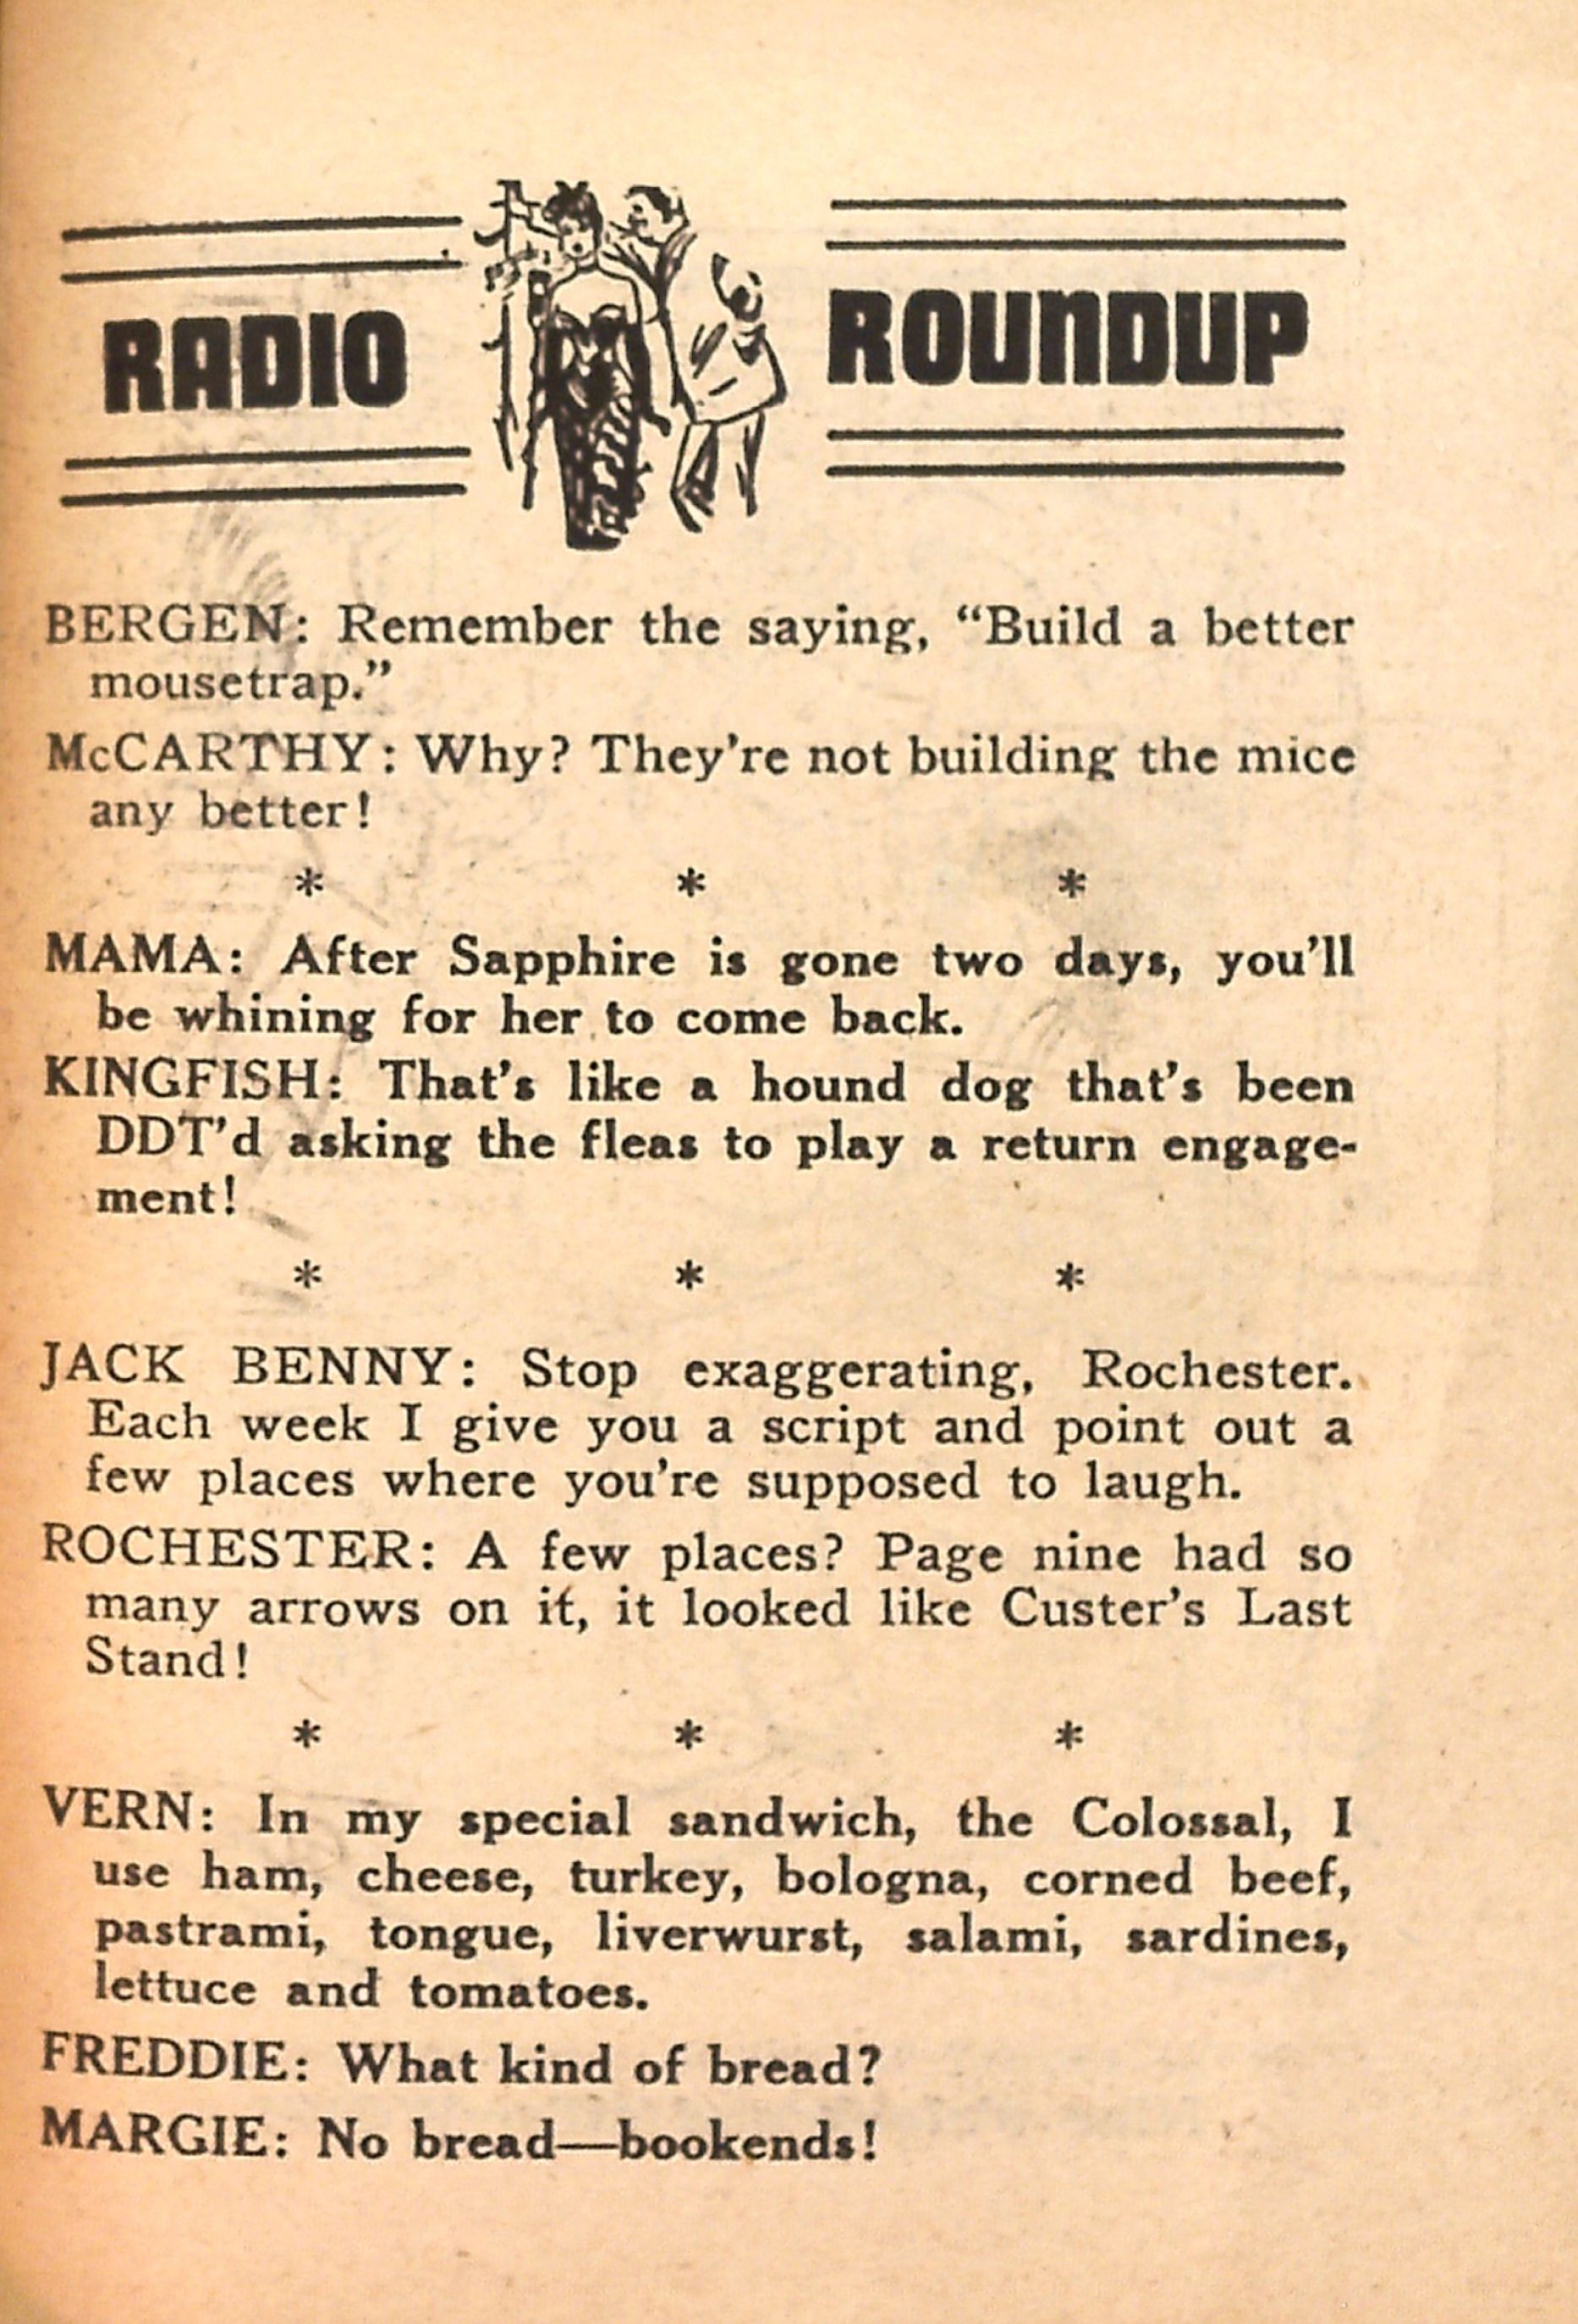 RADIO ROUNDUP
BERGEN: Remember the saying, “Build a better
mousetrap.”
McCARTHY: Why? They're not building the mice
any better!
* * *
MAMA: After Sapphire is gone two days, you'll
be whining for her to come back.
KINGFISH: That's like a hound dog that's been
DDT'd asking the fleas to play a return engage-
ment!
* * *
JACK BENNY: Stop exaggerating, Rochester.
Each week I give you a script and point out a
few places where you're supposed to laugh.
ROCHESTER: A few places? Page nine had so
many arrows on it, it looked like Custer's Last
Stand!
* * *
VERN: In my special sandwich, the Colossal, I
use ham, cheese, turkey, bologna, corned beef,
pastrami, tongue, liverwurst, salami, sardines,
lettuce and tomatoes.
FREDDIE: What kind of bread?
MARGIE: No bread—bookends!